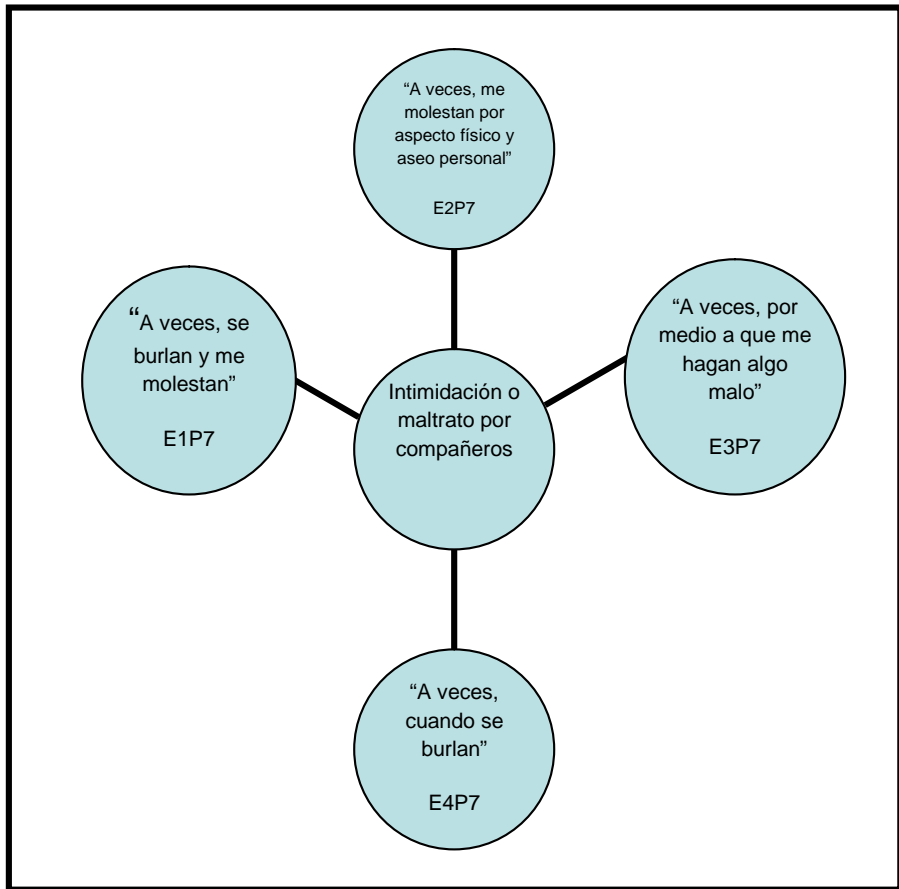 “A veces, me
molestan por
aspecto físico y
aseo personal”
E2P7
“A veces, se
burlan y me
molestan”
E1P7
“A veces, por
medio a que me
hagan algo
malo”
E3P7
Intimidación o
maltrato por
compañeros
“A veces,
cuando se
burlan”
E4P7